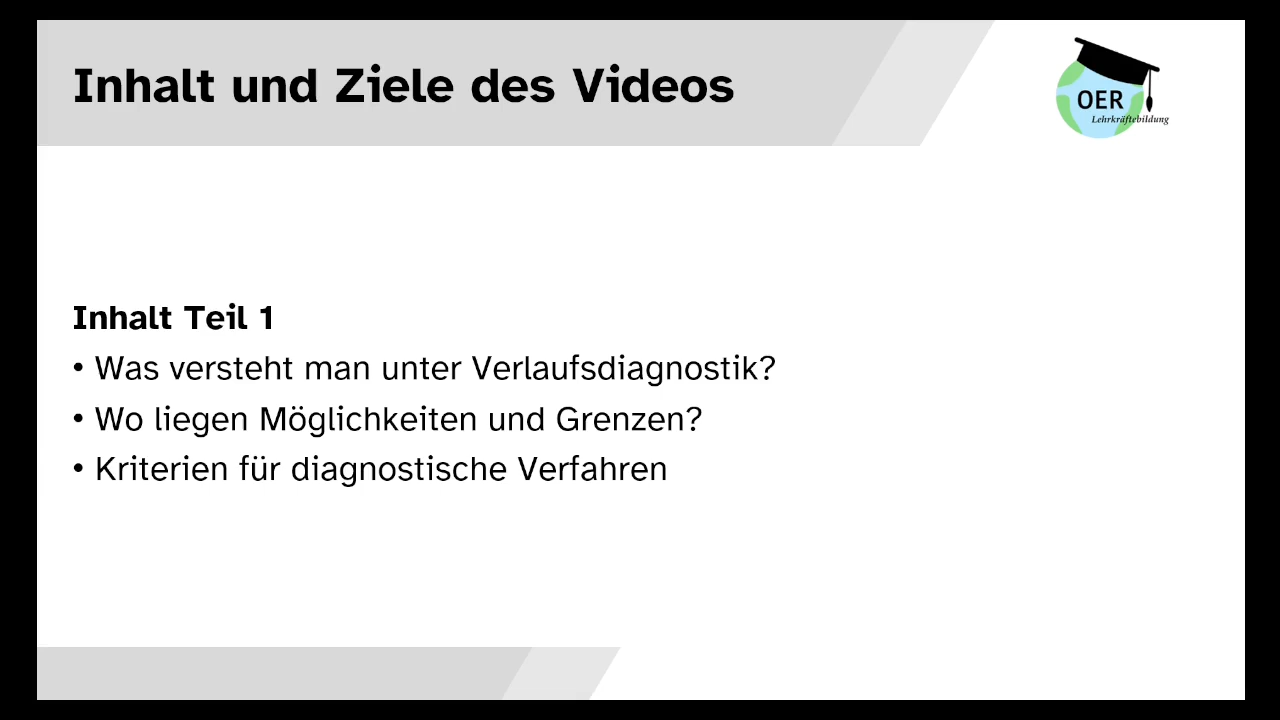 Inhalt und Ziele des Videos
OER
Lehrkräftebildung
Inhalt Teil 1
• Was versteht man unter Verlaufsdiagnostik?
• Wo liegen Möglichkeiten und Grenzen?
• Kriterien für diagnostische Verfahren